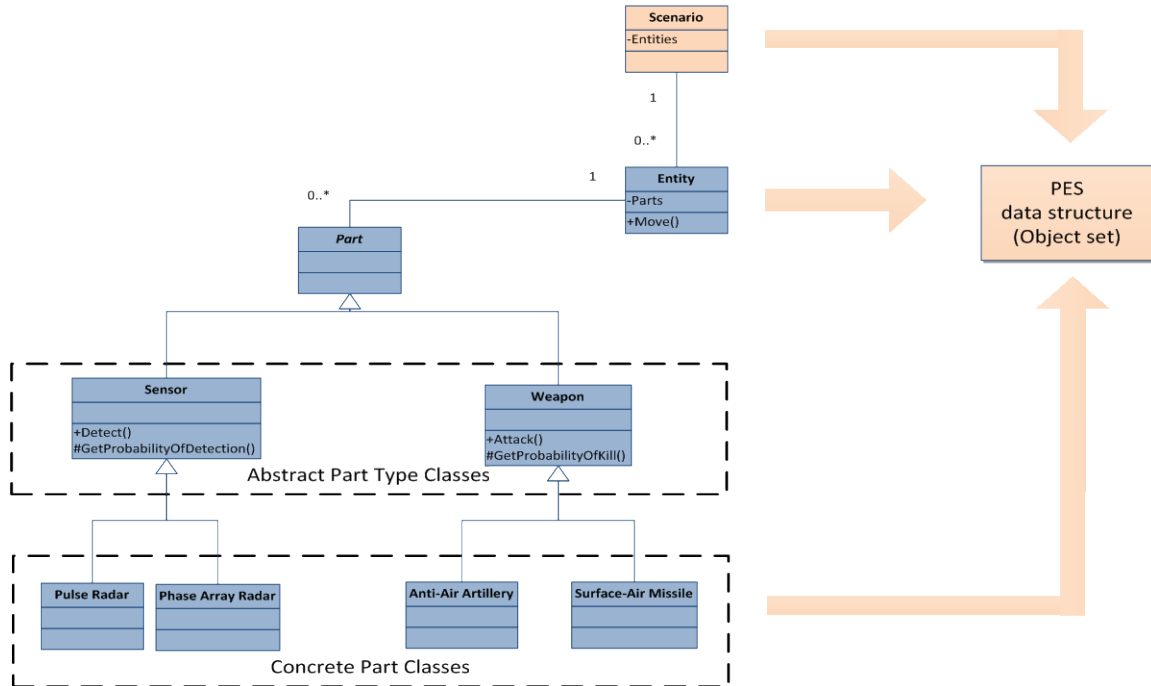 Scenario
-Entities
1
0..*
Entity
-Parts
+Move()
1
0..*
Part
PES
data structure
(Object set)
Sensor
+Detect()
#GetProbabilityOfDetection()
Weapon
+Attack()
#GetProbabilityOfKill()
Abstract Part Type Classes
Pulse Radar
Phase Array Radar
Anti-Air Artillery
Surface-Air Missile
Concrete Part Classes